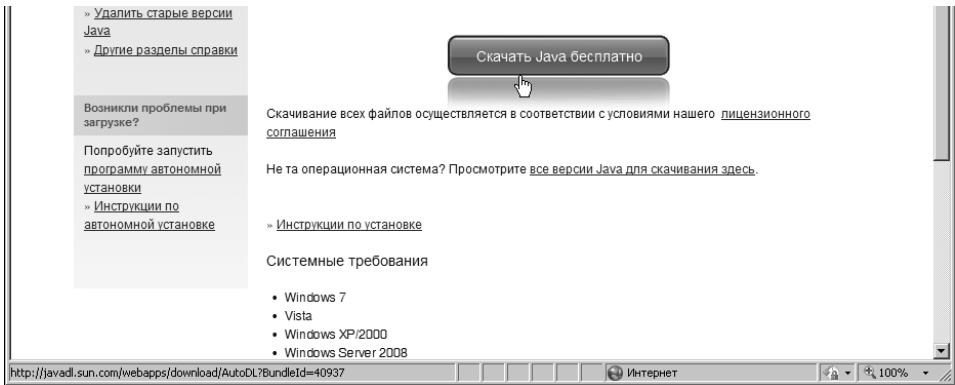 » Удалить старые версии
Java
» Другие разделы справки
Возникли проблемы при
загрузке?
Попробуйте запустить
программу автономной
установки
» Инструкции по
автономной установке
Скачать Java бесплатно
Скачивание всех файлов осуществляется в соответствии с условиями нашего лицензионного
соглашения
Не та операционная система? Просмотрите все версии Java для скачивания здесь.
» Инструкции по установке
Системные требования
• Windows 7
• Vista
• Windows XP/2000
• Windows Server 2008
http://javadl.sun.com/webapps/download/AutoDL?BundleId=40937
Интернет
100%